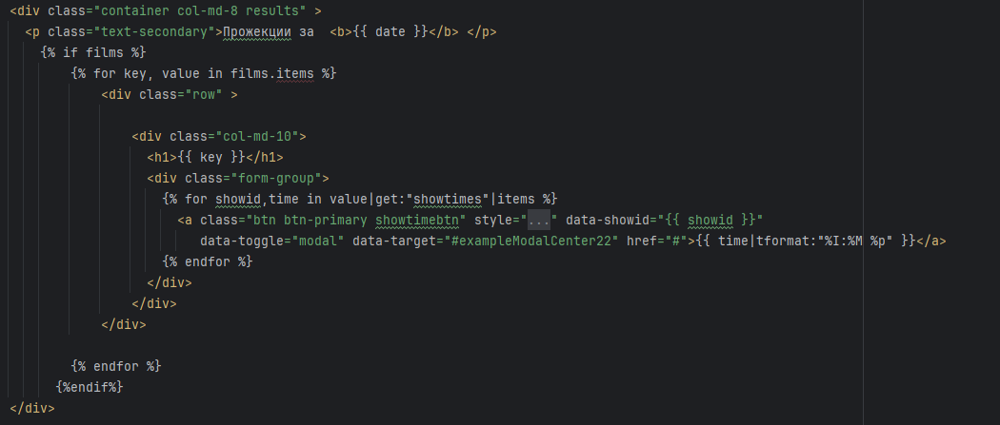 <div class="container col-md-8 results" >
<p class="text-secondary">Прожекции за  <b>{{ date }}</b> </p>
{% if films %}
{% for key, value in films.items %}
<div class="row" >
<div class="col-md-10">
<h1>{{ key }}</h1>
<div class="form-group">
{% for showid,time in value|get:"showtimes"|items %}
<a class="btn btn-primary showtimebtn" style="..." data-showid="{{ showid }}"
data-toggle="modal" data-target="#exampleModalCenter22" href="#">{{ time|tformat:"%I:%M %p" }}</a>
{% endfor %}
</div>
</div>
</div>
{% endfor %}
{%endif%}
</div>